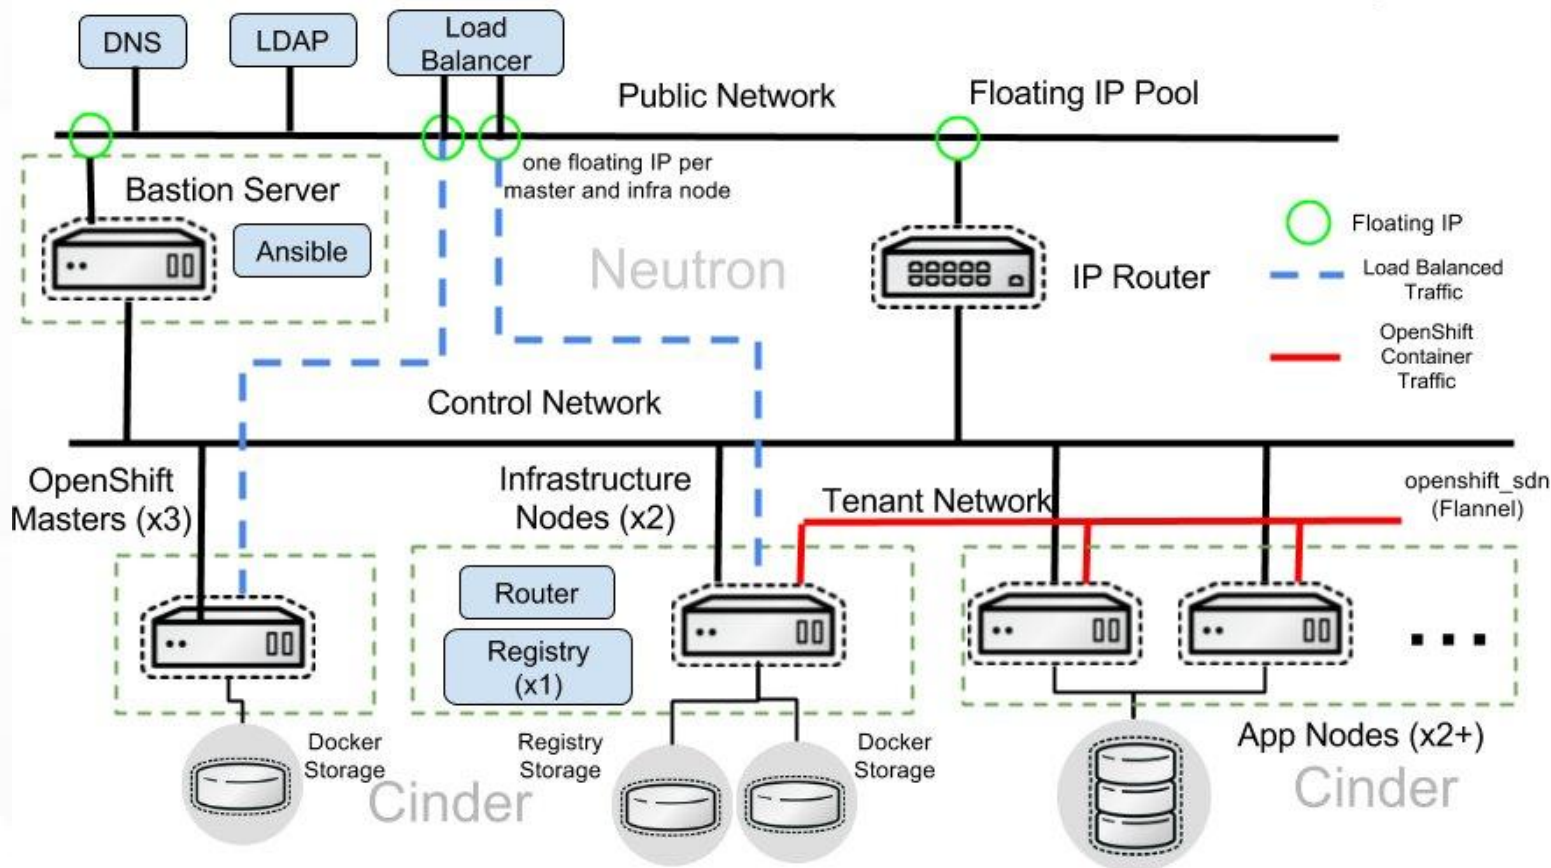 DNS
LDAP
Load
Balancer
Public Network
Floating IP Pool
one floating IP per
master and infra node
Bastion Server
Ansible
Neutron
IP Router
Floating IP
Load Balanced
Traffic
OpenShift
Container
Traffic
Control Network
OpenShift
Masters (x3)
Infrastructure
Nodes (x2)
Tenant Network
openshift_sdn
(Flannel)
Router
Registry
(x1)
...
Docker
Storage
Registry
Storage
Docker
Storage
App Nodes (x2+)
Cinder
Cinder